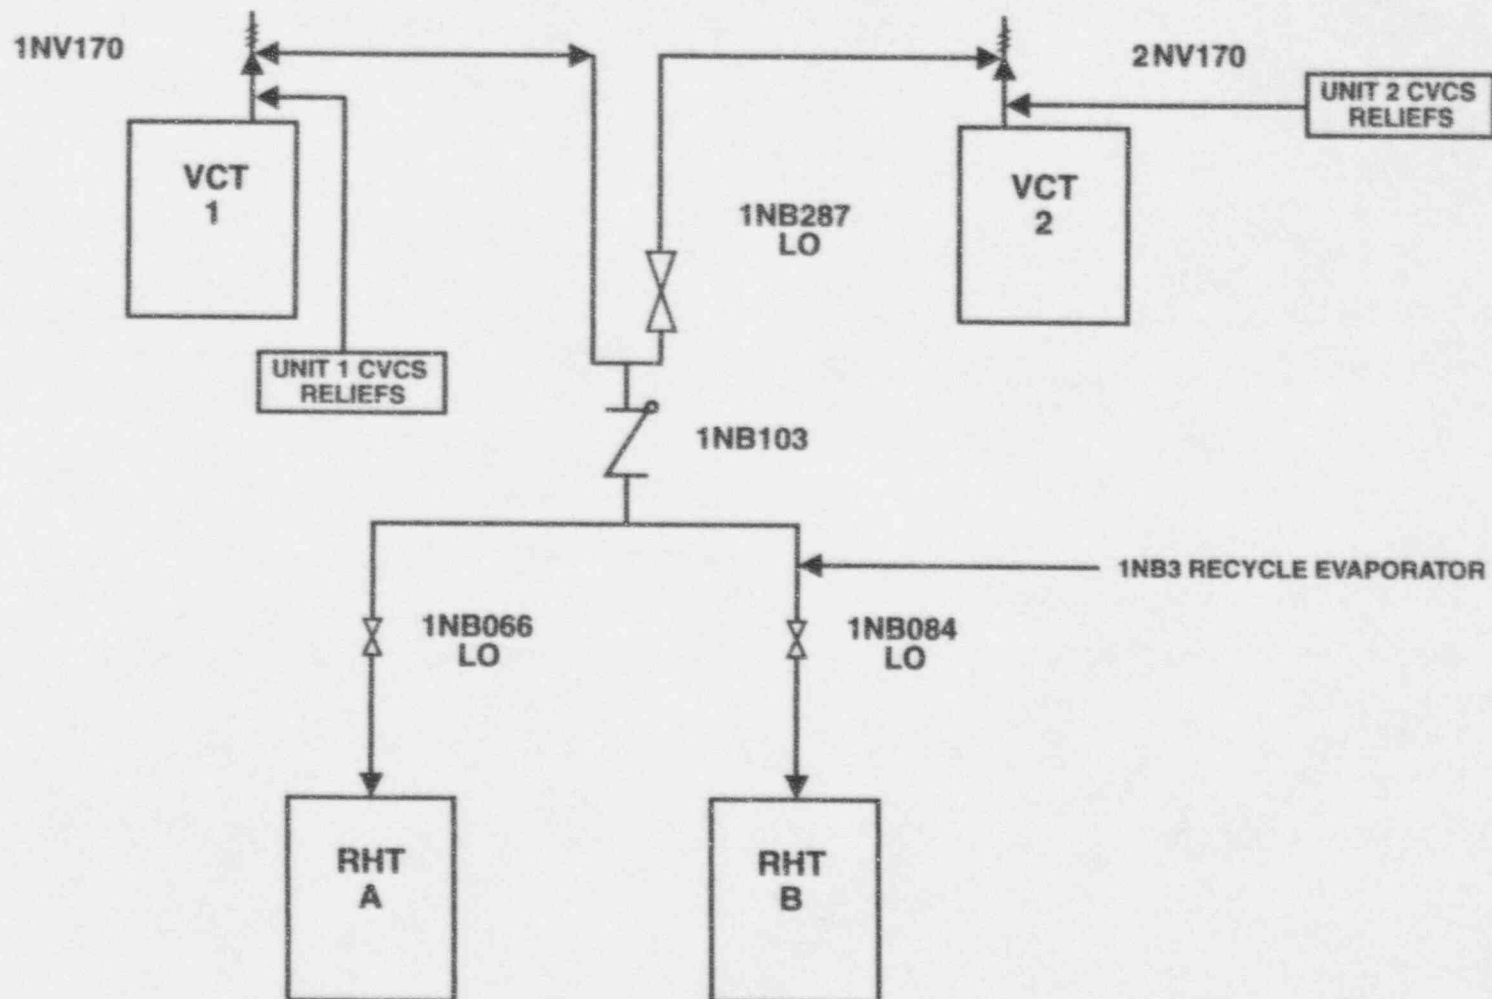 1NV170
2NV170
UNIT 2 CVCS
RELIEFS
VCT
1
VCT
2
1NB287
LO
UNIT 1 CVCS
RELIEFS
1NB103
1NB3 RECYCLE EVAPORATOR
1NB066
LO
1NB084
LO
RHT
A
RHT
B